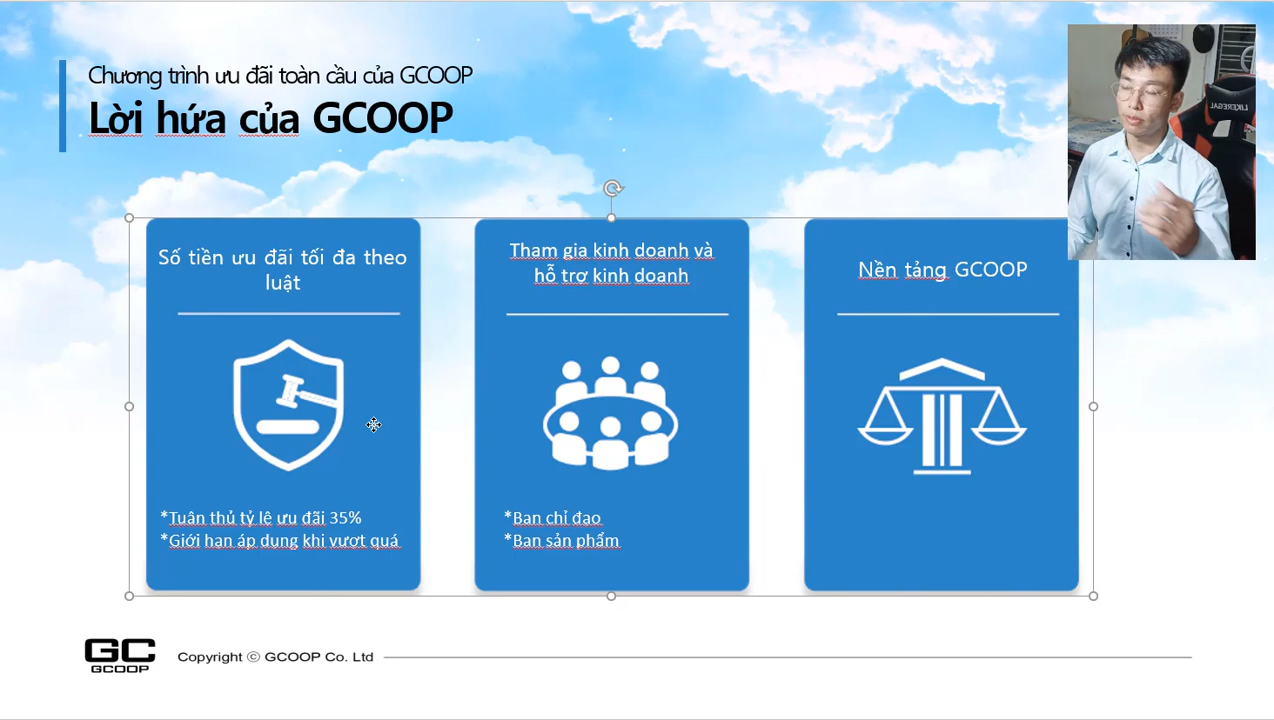 Chương trình ưu đãi toàn cầu của GCOOP
Lời hứa của GCOOP
Số tiền ưu đãi tối đa theo
luật
*Tuân thủ tỷ lệ ưu đãi 35%
*Giới hạn áp dụng khi vượt quá
Tham gia kinh doanh và
hỗ trợ kinh doanh
*Ban chỉ đạo
*Ban sản phẩm
Nền tảng GCOOP
GC
GCOOP
Copyright ⓒ GCOOP Co. Ltd